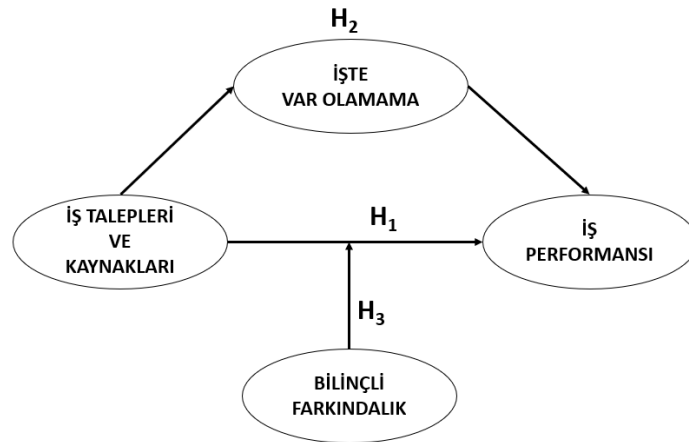 H2
İŞTE
VAR OLAMAMA
İŞ TALEPLERİ
VE
KAYNAKLARI
H1
İŞ
PERFORMANSI
H3
BİLİNÇLİ
FARKINDALIK